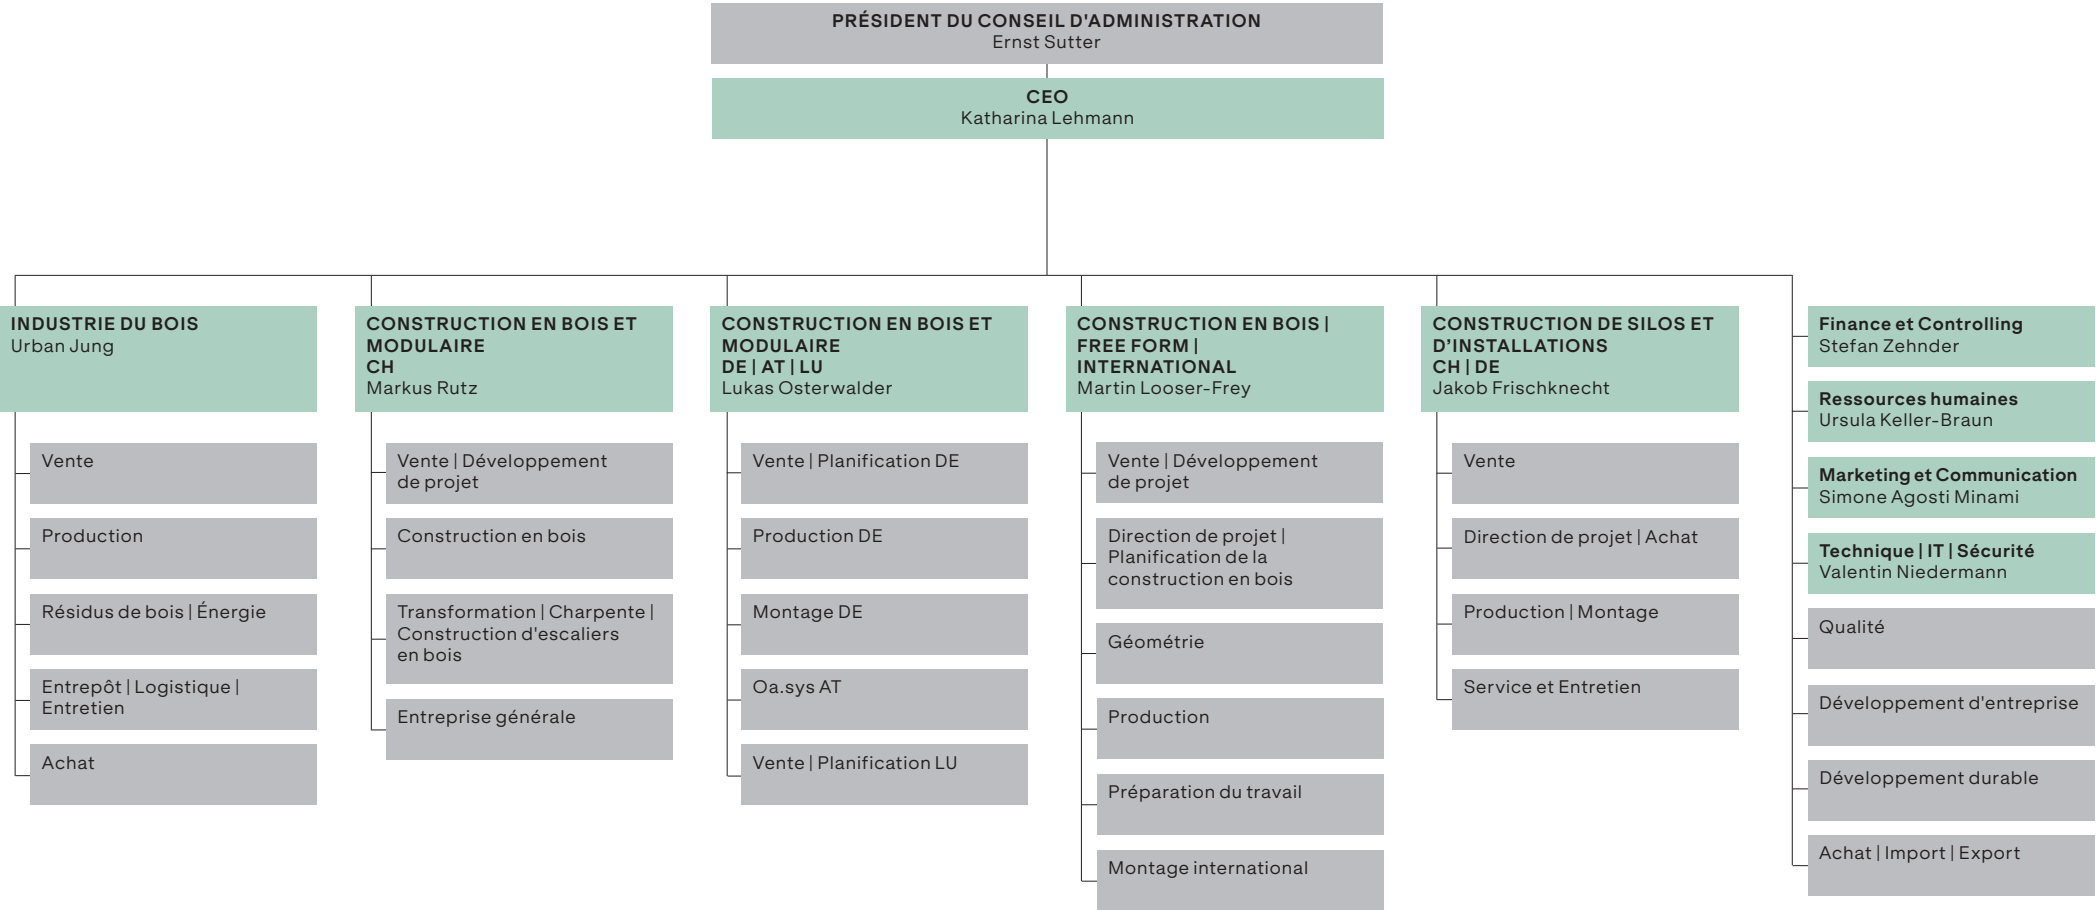 PRÉSIDENT DU CONSEIL D'ADMINISTRATION
Ernst Sutter
CEO
Katharina Lehmann
INDUSTRIE DU BOIS
Urban Jung
Vente
Production
Résidus de bois | Énergie
Entrepôt | Logistique |
Entretien
Achat
CONSTRUCTION EN BOIS ET
MODULAIRE
CH
Markus Rutz
Vente | Développement
de projet
Construction en bois
Transformation | Charpente |
Construction d'escaliers
en bois
Entreprise générale
CONSTRUCTION EN BOIS ET
MODULAIRE
DE | AT | LU
Lukas Osterwalder
Vente | Planification DE
Production DE
Montage DE
Oa.sys AT
Vente | Planification LU
CONSTRUCTION EN BOIS |
FREE FORM |
INTERNATIONAL
Martin Looser-Frey
Vente | Développement
de projet
Direction de projet |
Planification de la
construction en bois
Géométrie
Production
Préparation du travail
Montage international
CONSTRUCTION DE SILOS ET
D’INSTALLATIONS
CH | DE
Jakob Frischknecht
Vente
Direction de projet | Achat
Production | Montage
Service et Entretien
Finance et Controlling
Stefan Zehnder
Ressources humaines
Ursula Keller-Braun
Marketing et Communication
Simone Agosti Minami
Technique | IT | Sécurité
Valentin Niedermann
Qualité
Développement d'entreprise
Développement durable
Achat | Import | Export